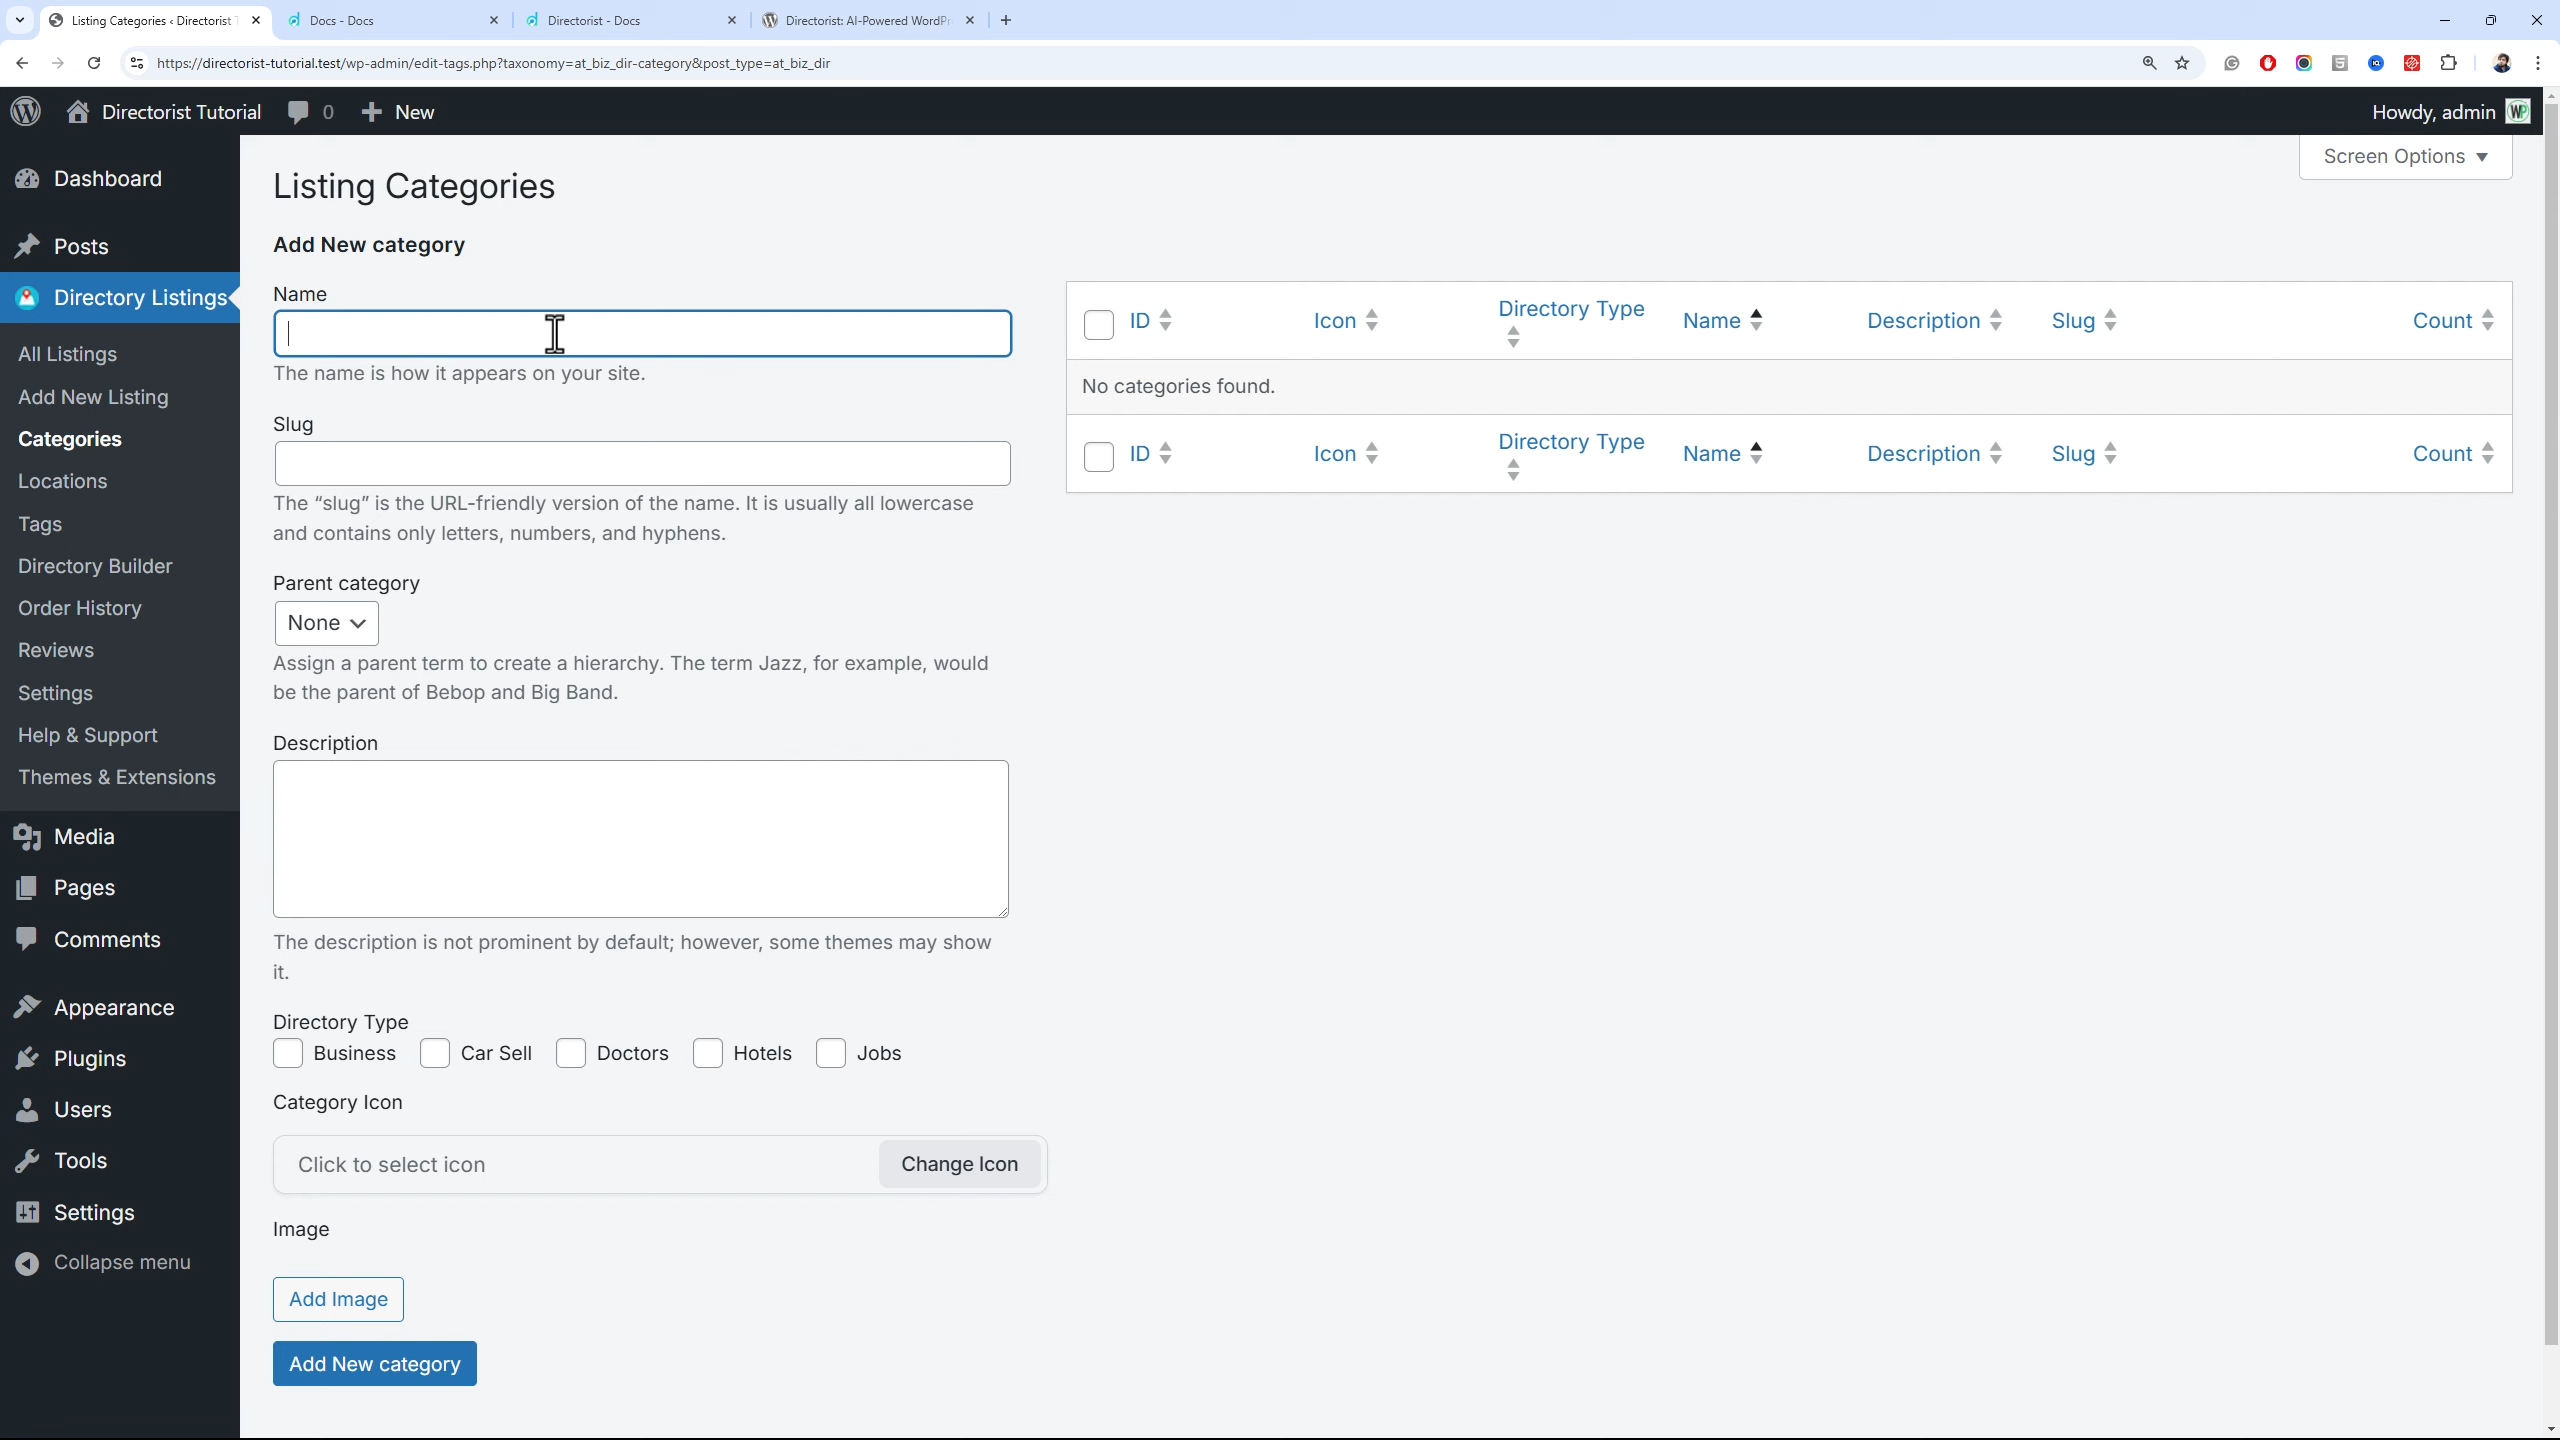 Listing Categories ‹ Directorist T
Docs - Docs
Directorist - Docs
Directorist: AI-Powered WordPr
https://directorist-tutorial.test/wp-admin/edit-tags.php?taxonomy=at_biz_dir-category&post_type=at_biz_dir
Directorist Tutorial
0
New
Howdy, admin
Screen Options
Dashboard
Posts
Directory Listings
All Listings
Add New Listing
Categories
Locations
Tags
Directory Builder
Order History
Reviews
Settings
Help & Support
Themes & Extensions
Media
Pages
Comments
Appearance
Plugins
Users
Tools
Settings
Collapse menu
Listing Categories
Add New category
Name
The name is how it appears on your site.
Slug
The “slug” is the URL-friendly version of the name. It is usually all lowercase
and contains only letters, numbers, and hyphens.
Parent category
None
Assign a parent term to create a hierarchy. The term Jazz, for example, would
be the parent of Bebop and Big Band.
Description
The description is not prominent by default; however, some themes may show
it.
Directory Type
Business Car Sell Doctors Hotels Jobs
Category Icon
Click to select icon Change Icon
Image
Add Image
Add New category
ID Icon Directory Type Name Description Slug Count
No categories found.
ID Icon Directory Type Name Description Slug Count